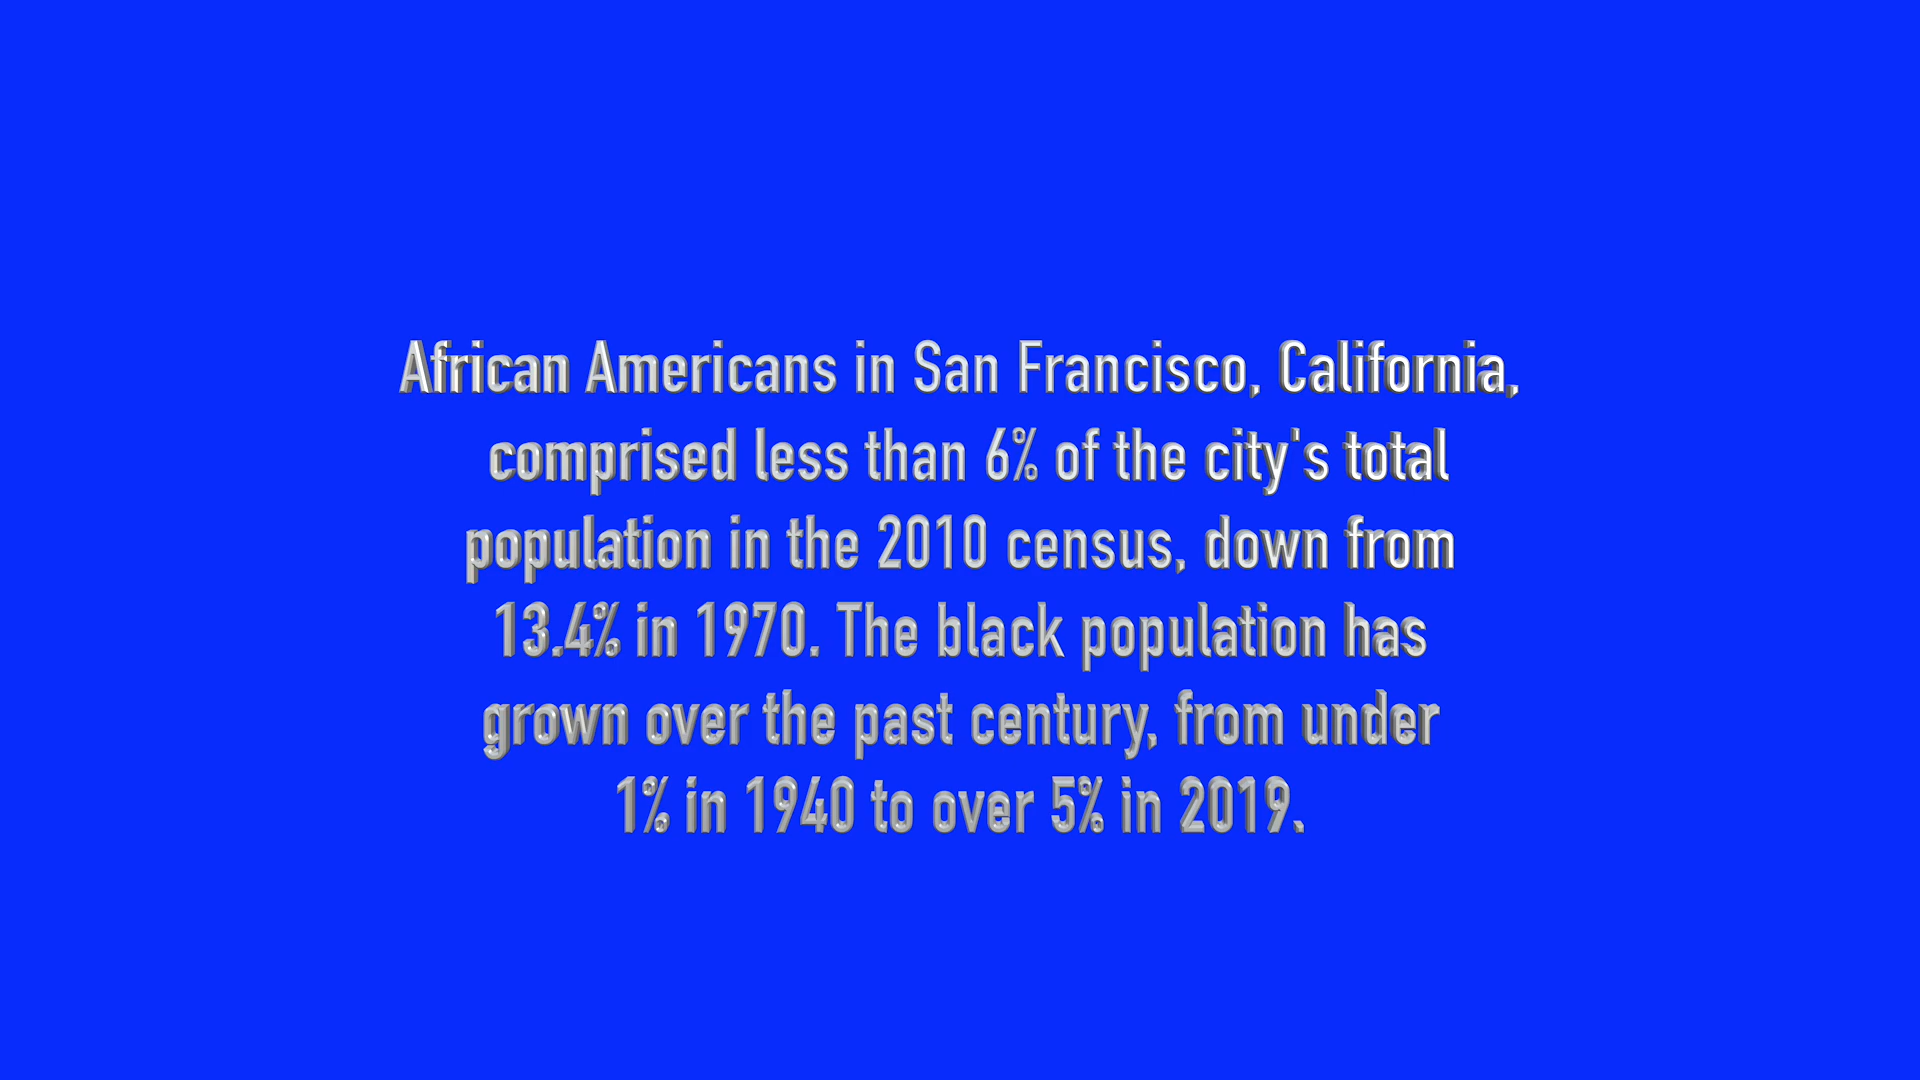 African Americans in San Francisco, California,
comprised less than 6% of the city's total
population in the 2010 census, down from
13.4% in 1970. The black population has
grown over the past century, from under
1% in 1940 to over 5% in 2019.